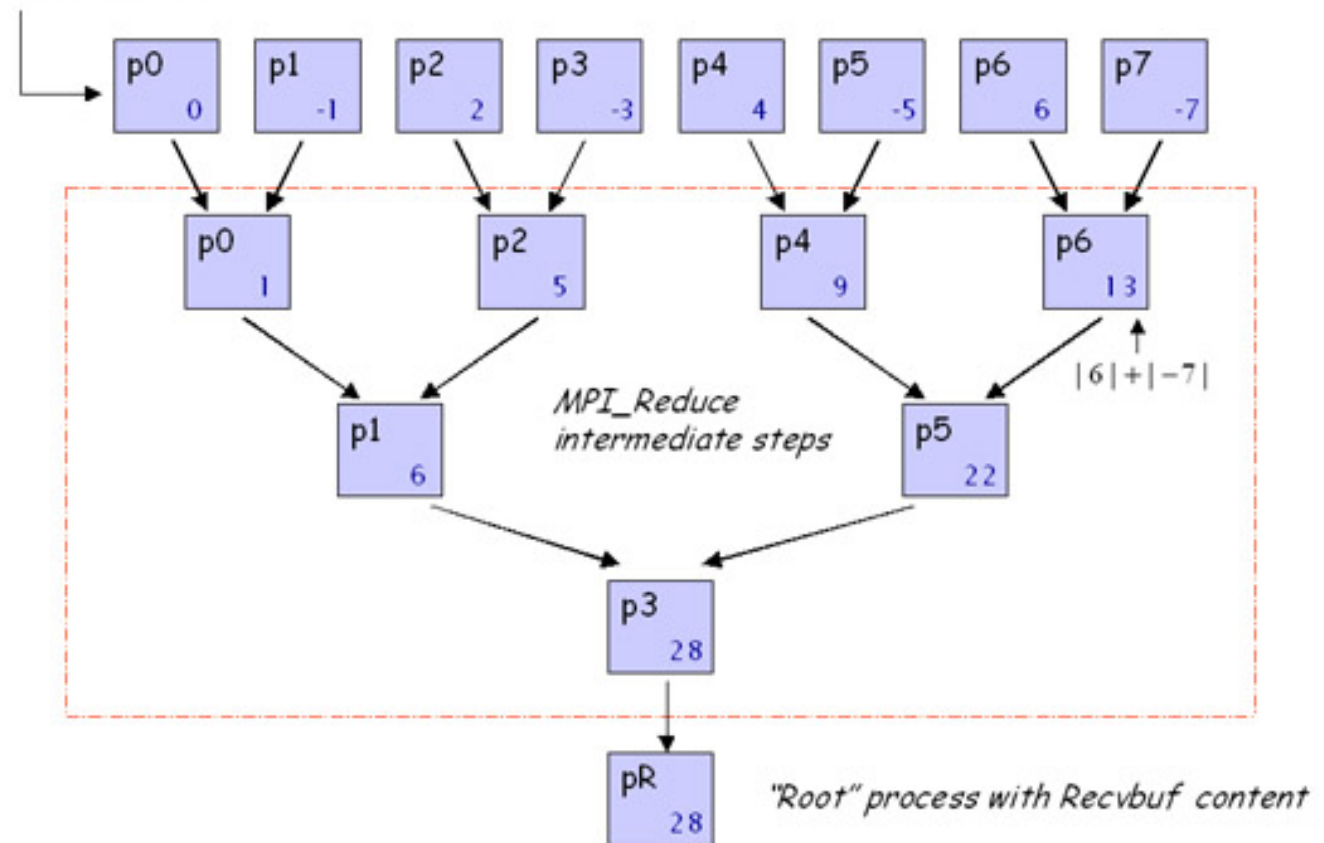 p0 p1 p2 p3 p4 p5 p6 p7
0 -1 2 -3 4 -5 6 -7
p0 p2 p4 p6
1 5 9 13
|6|+|-7|
MPI_Reduce
intermediate steps
p1 p5
6 22
p3
28
pR
28
"Root" process with Recvbuf content